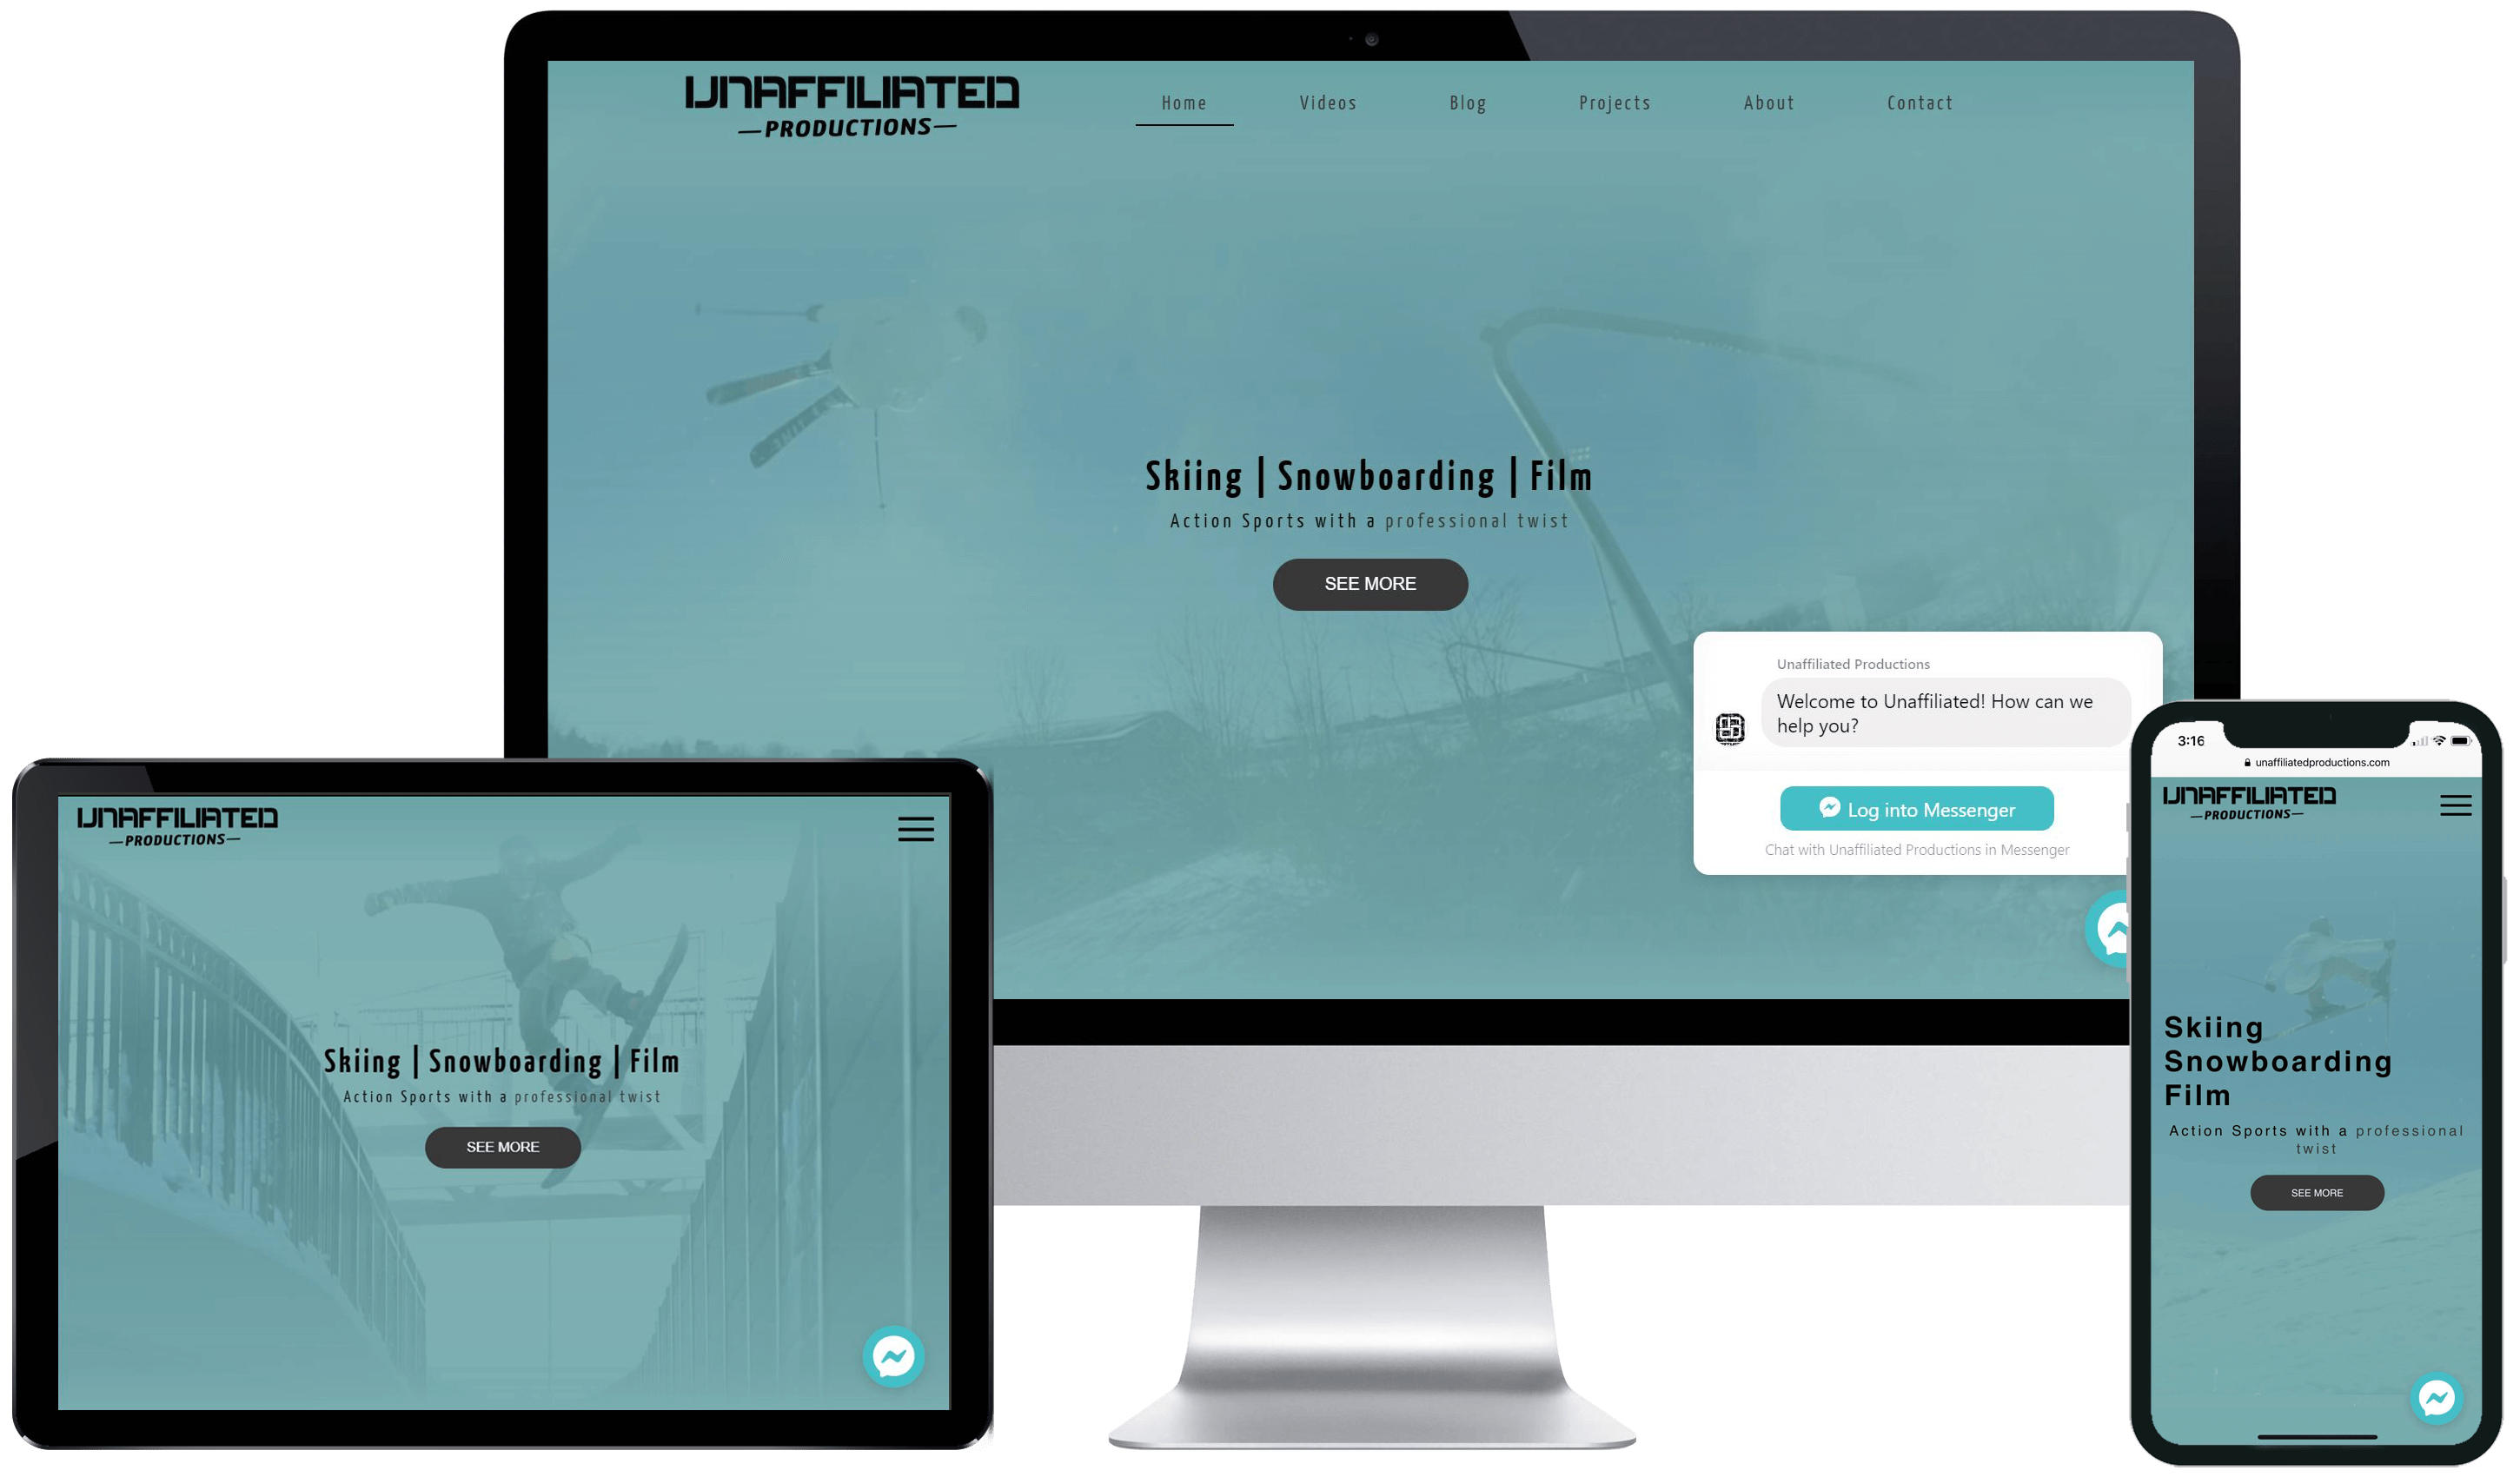 UNAFFILIATED
—PRODUCTIONS—
Home Videos Blog Projects About Contact
Skiing | Snowboarding | Film
Action Sports with a professional twist
SEE MORE
Unaffiliated Productions
Welcome to Unaffiliated! How can we
help you?
Log into Messenger
Chat with Unaffiliated Productions in Messenger
UNAFFILIATED
—PRODUCTIONS—
Skiing | Snowboarding | Film
Action Sports with a professional twist
SEE MORE
3:16
unaffiliatedproductions.com
UNAFFILIATED
—PRODUCTIONS—
Skiing
Snowboarding
Film
Action Sports with a professional
twist
SEE MORE